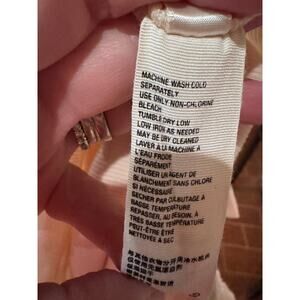 MACHINE WASH COLD
SEPARATELY
USE ONLY NON-CHLORINE
BLEACH
TUMBLE DRY LOW
LOW IRON AS NEEDED
MAY BE DRY CLEANED
LAVER À LA MACHINE À
L'EAU FROIDE
SÉPARÉMENT
UTILISER UN AGENT DE
BLANCHIMENT SANS CHLORE
SI NÉCESSAIRE
SÉCHER PAR CULBUTAGE À
BASSE TEMPÉRATURE
REPASSER, AU BESOIN, À
TRÈS BASSE TEMPÉRATURE
PEUT-ÊTRE ÊTRE
NETTOYÉE À SEC